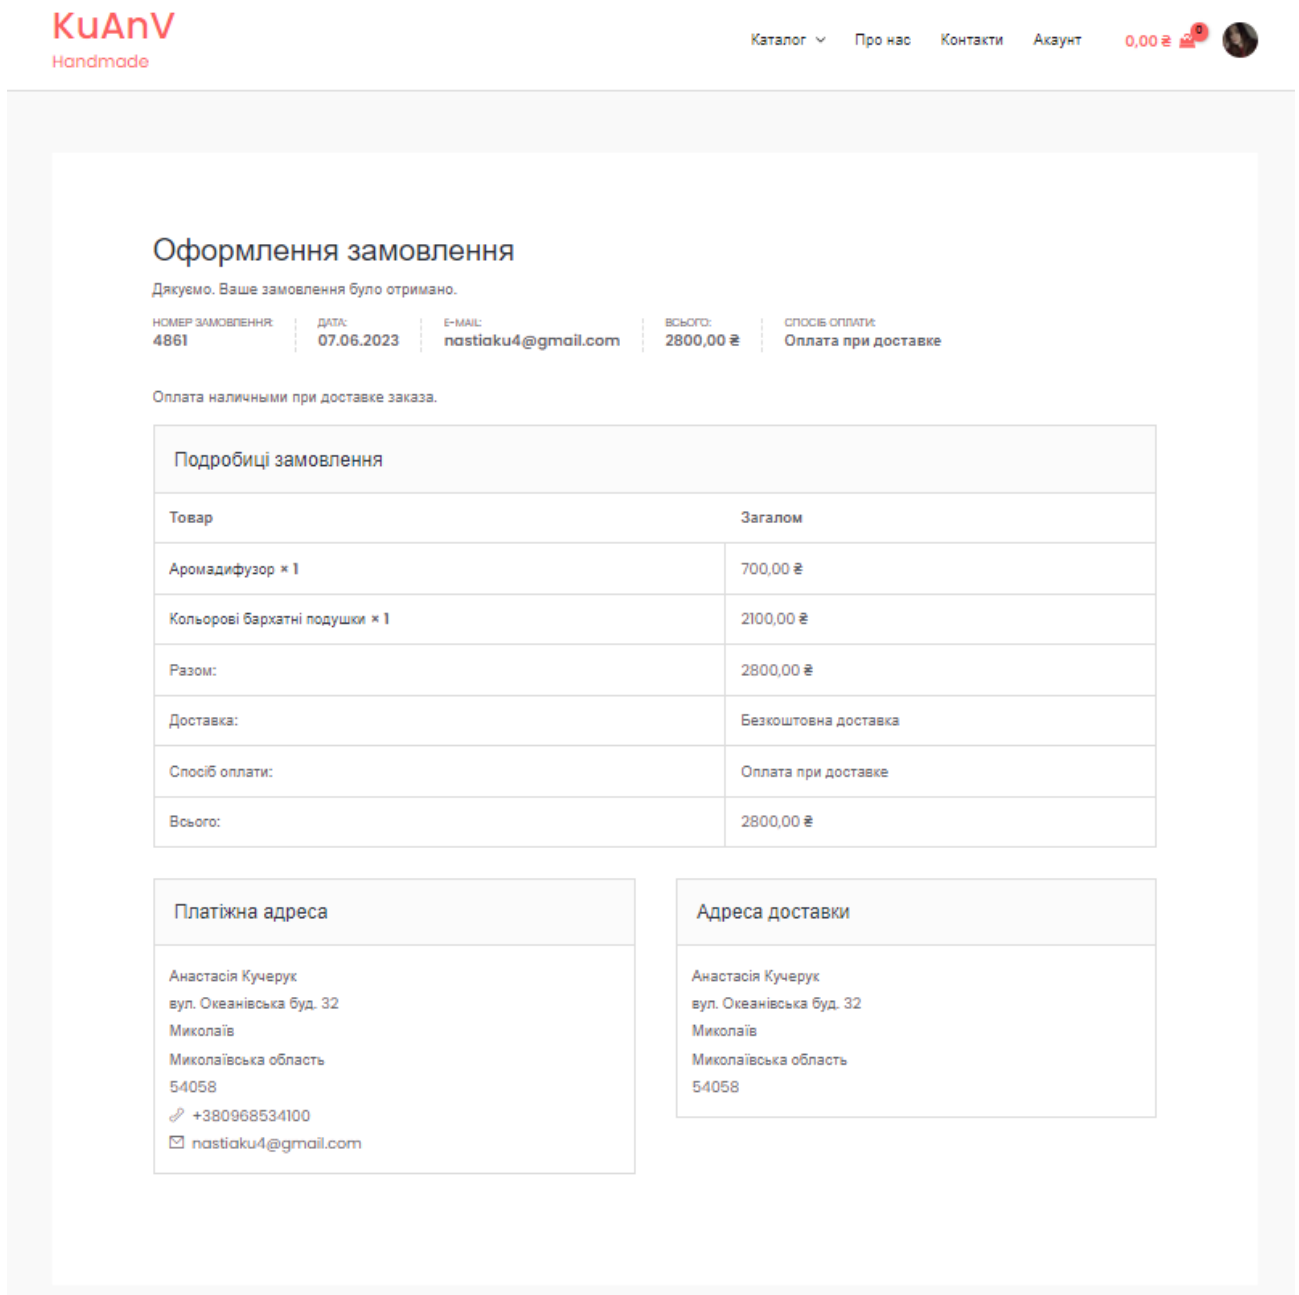 KuAnV
Handmade
Каталог Про нас Контакти Акаунт 0,00 ₴ 0
Оформлення замовлення
Дякуємо. Ваше замовлення було отримано.
НОМЕР ЗАМОВЛЕННЯ: ДАТА: E-MAIL: ВСЬОГО: СПОСІБ ОПЛАТИ:
4861 07.06.2023 nastiaku4@gmail.com 2800,00 ₴ Оплата при доставке
Оплата наличными при доставке заказа.
Подробиці замовлення
Товар Загалом
Аромадифузор × 1 700,00 ₴
Кольорові бархатні подушки × 1 2100,00 ₴
Разом: 2800,00 ₴
Доставка: Безкоштовна доставка
Спосіб оплати: Оплата при доставке
Всього: 2800,00 ₴
Платіжна адреса
Анастасія Кучерук
вул. Океанівська буд. 32
Миколаїв
Миколаївська область
54058
+380968534100
nastiaku4@gmail.com
Адреса доставки
Анастасія Кучерук
вул. Океанівська буд. 32
Миколаїв
Миколаївська область
54058